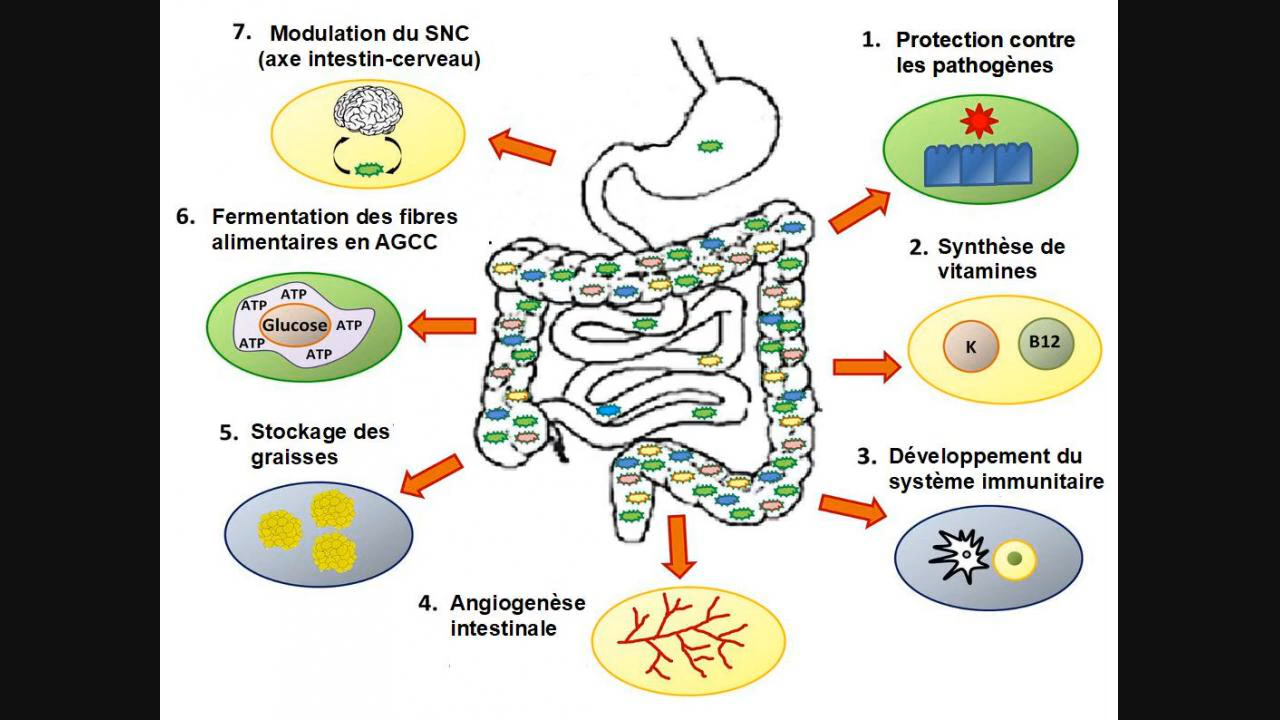 7. Modulation du SNC
(axe intestin-cerveau)
1. Protection contre
les pathogènes
6. Fermentation des fibres
alimentaires en AGCC
ATP
ATP
Glucose
ATP
ATP
ATP
2. Synthèse de
vitamines
K
B12
5. Stockage des
graisses
3. Développement du
système immunitaire
4. Angiogenèse
intestinale